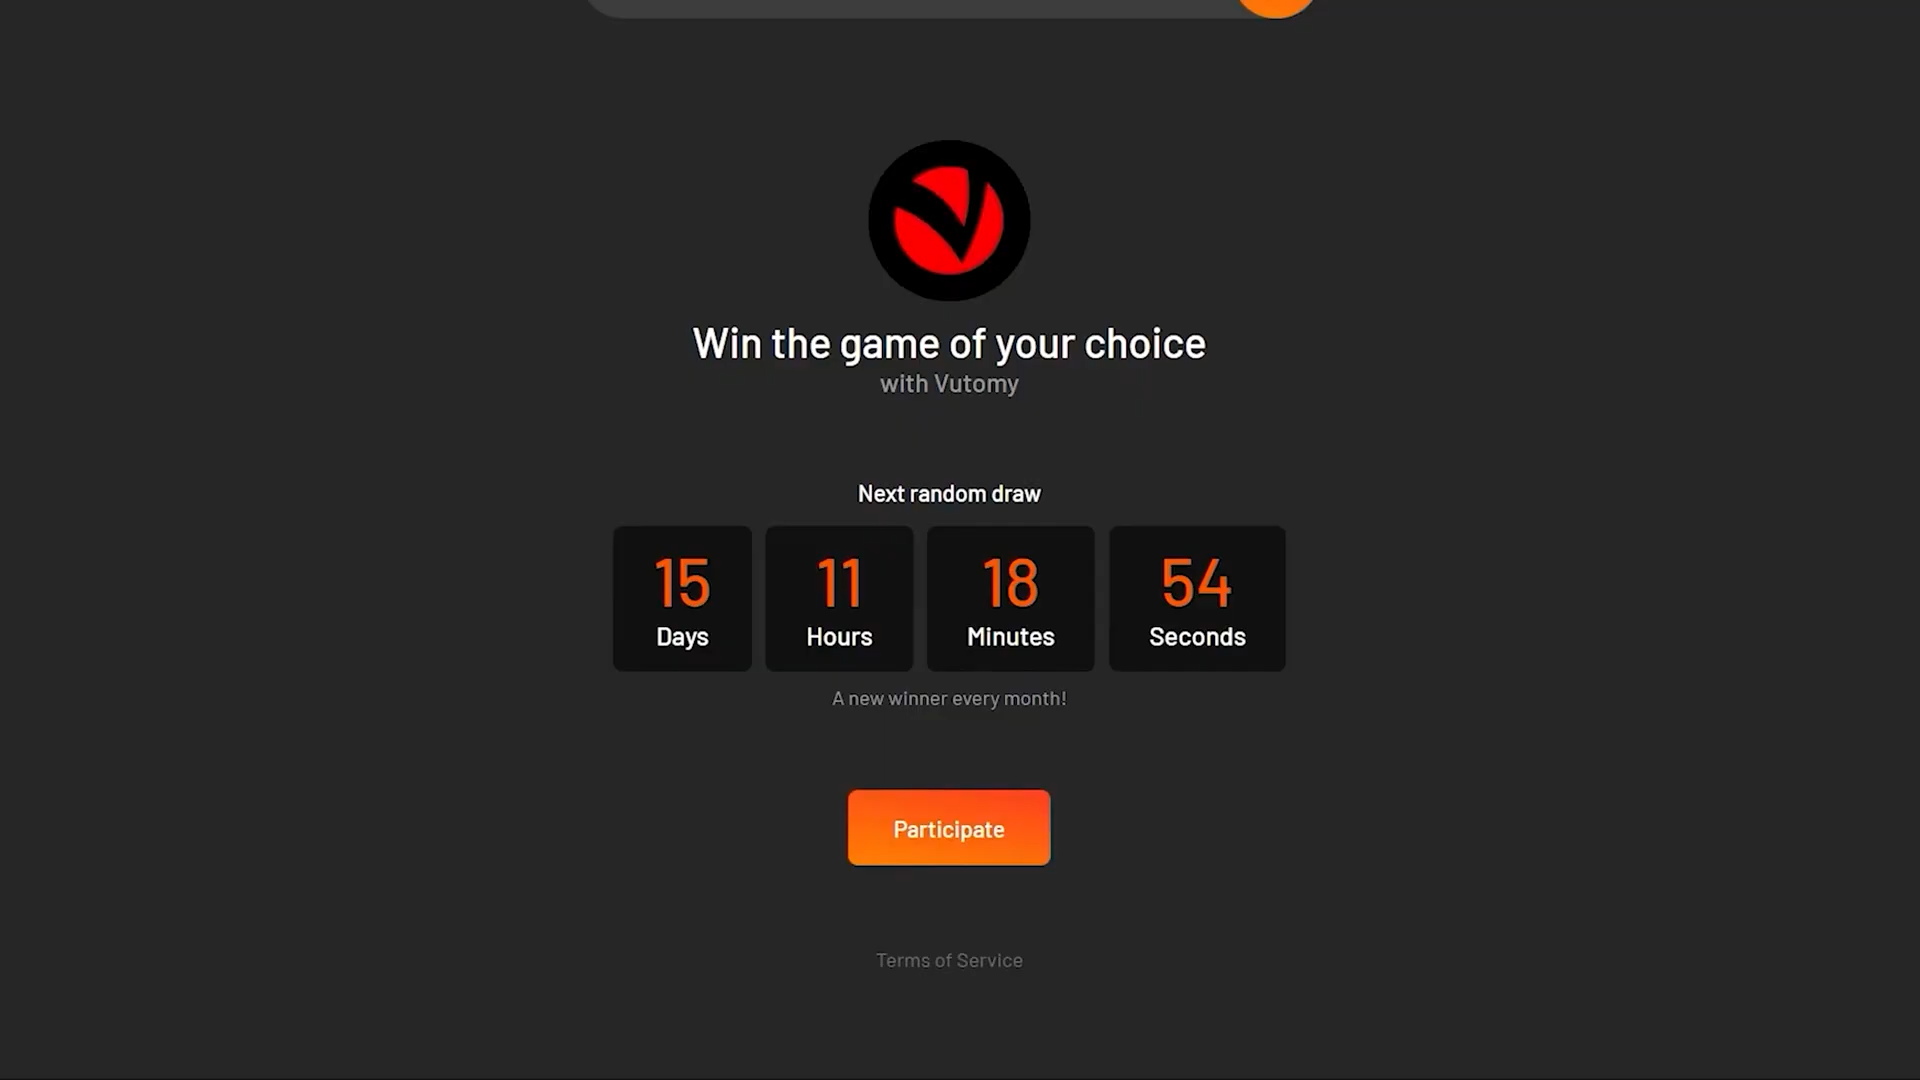 Win the game of your choice
with Vutomy
Next random draw
15 11 18 54
Days Hours Minutes Seconds
A new winner every month!
Participate
Terms of Service